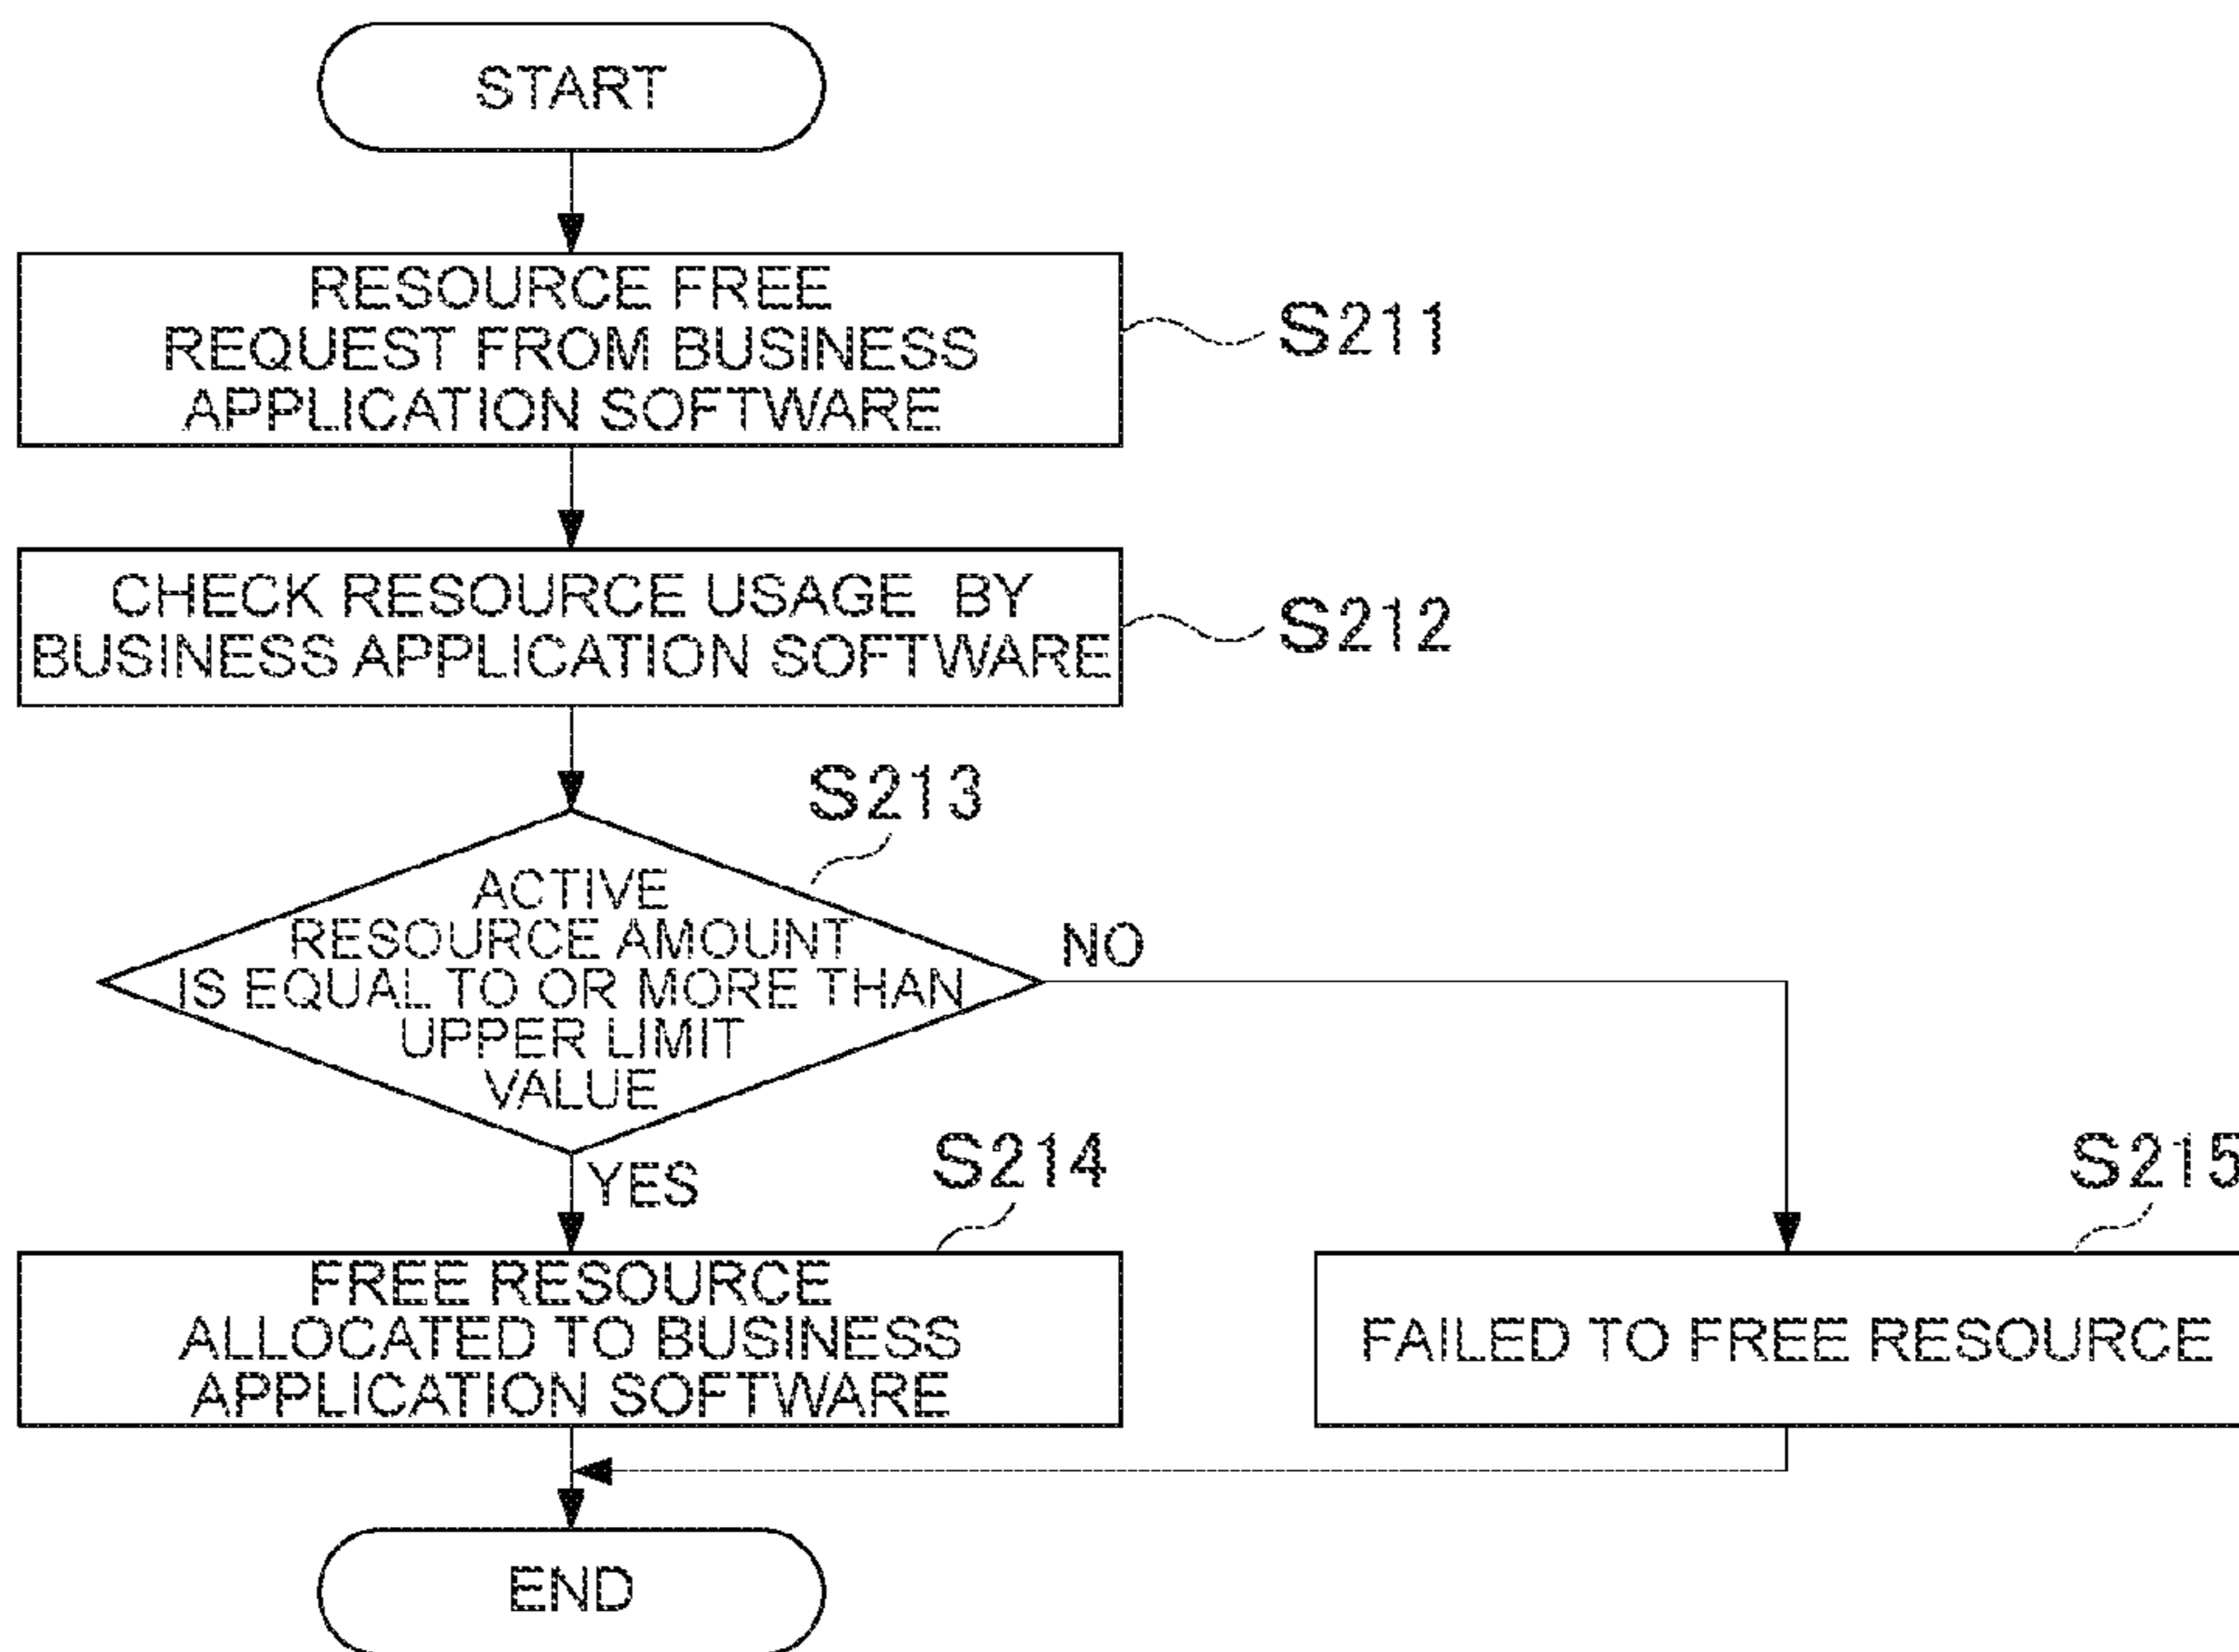 START
RESOURCE FREE
REQUEST FROM BUSINESS
APPLICATION SOFTWARE
S211
CHECK RESOURCE USAGE BY
BUSINESS APPLICATION SOFTWARE
S212
S213
ACTIVE
RESOURCE AMOUNT
IS EQUAL TO OR MORE THAN
UPPER LIMIT
VALUE
NO
YES
S214
FREE RESOURCE
ALLOCATED TO BUSINESS
APPLICATION SOFTWARE
S215
FAILED TO FREE RESOURCE
END